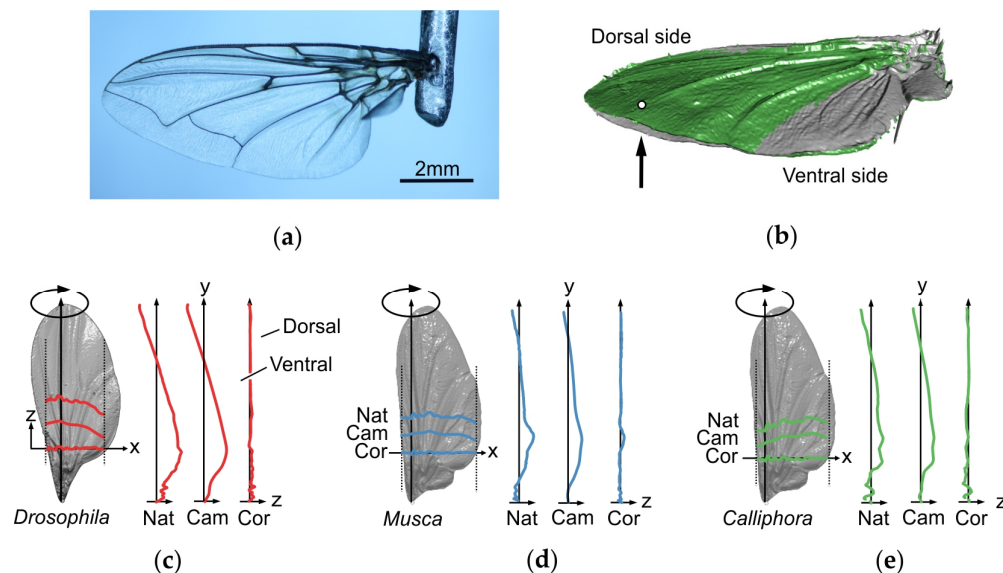 2mm
(a)
Dorsal side
Ventral side
(b)
y
Dorsal
Ventral
z
x
z
Drosophila
Nat
Cam
Cor
(c)
y
Nat
Cam
Cor
x
z
Musca
Nat
Cam
Cor
(d)
y
Nat
Cam
Cor
x
z
Calliphora
Nat
Cam
Cor
(e)